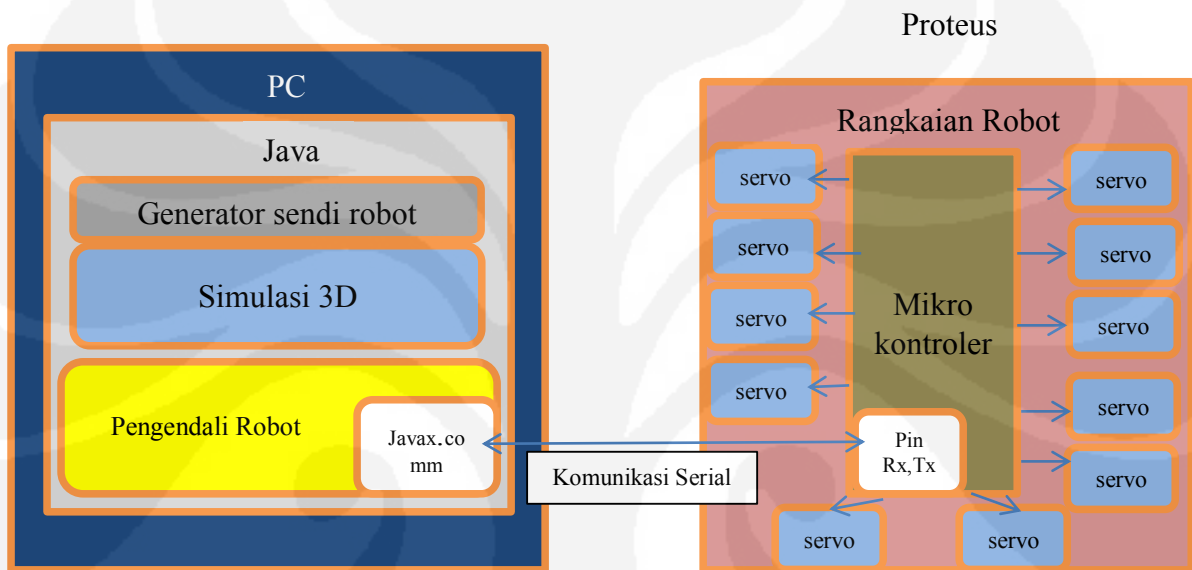 Proteus
PC
Java
Generator sendi robot
Simulasi 3D
Pengendali Robot
Javax.co
mm
Komunikasi Serial
Rangkaian Robot
servo
servo
servo
servo
Mikro
kontroler
Pin
Rx,Tx
servo
servo
servo
servo
servo
servo
servo